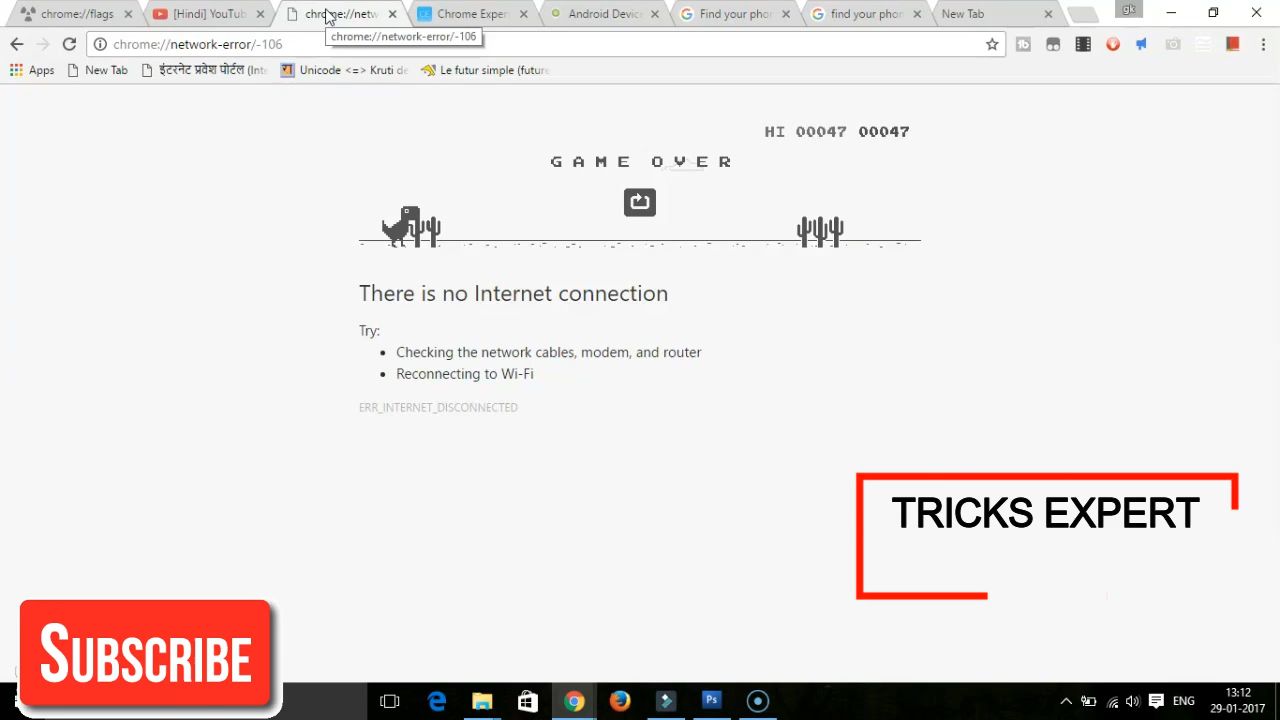 chrome://flags
[Hindi] YouTub
chrome://netw
Chrome Exper
Android Device
Find your phon
find your phon
New Tab
gk
chrome://network-error/-106
chrome://network-error/-106
Apps
New Tab
इंटरनेट प्रवेश पोर्टल (Int
Unicode <=> Kruti de
Le futur simple (future
HI 00047 00047
GAME OVER
There is no Internet connection
Try:
• Checking the network cables, modem, and router
• Reconnecting to Wi-Fi
ERR_INTERNET_DISCONNECTED
TRICKS EXPERT
SUBSCRIBE
ENG
13:12
29-01-2017